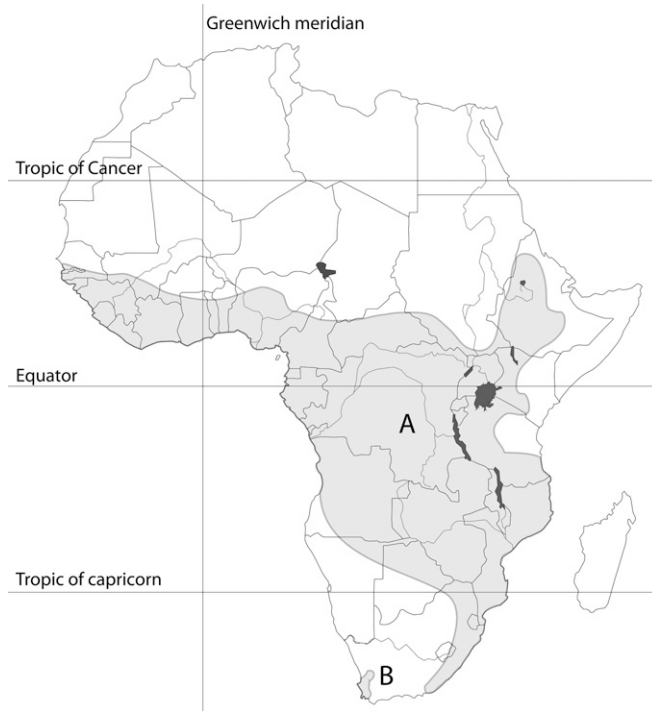 Greenwich meridian
Tropic of Cancer
Equator
A
Tropic of capricorn
B